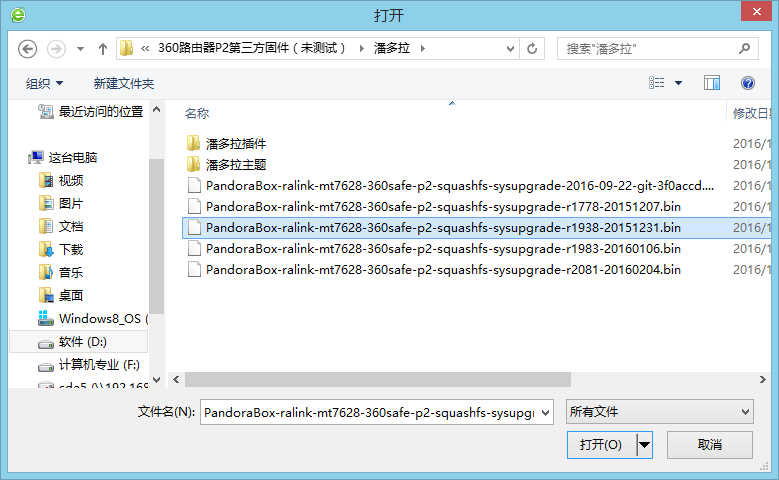 打开
« 360路由器P2第三方固件（未测试） 潘多拉
搜索"潘多拉"
组织 新建文件夹
最近访问的位置
这台电脑
视频
图片
文档
下载
音乐
桌面
Windows8_OS (
软件 (D:)
计算机专业 (F:)
名称 修改日
潘多拉插件 2016/1
潘多拉主题 2016/1
PandoraBox-ralink-mt7628-360safe-p2-squashfs-sysupgrade-2016-09-22-git-3f0accd.... 2016/1
PandoraBox-ralink-mt7628-360safe-p2-squashfs-sysupgrade-r1778-20151207.bin 2016/1
PandoraBox-ralink-mt7628-360safe-p2-squashfs-sysupgrade-r1938-20151231.bin 2016/1
PandoraBox-ralink-mt7628-360safe-p2-squashfs-sysupgrade-r1983-20160106.bin 2016/1
PandoraBox-ralink-mt7628-360safe-p2-squashfs-sysupgrade-r2081-20160204.bin 2016/1
文件名(N): PandoraBox-ralink-mt7628-360safe-p2-squashfs-sysupgr 所有文件
打开(O) 取消